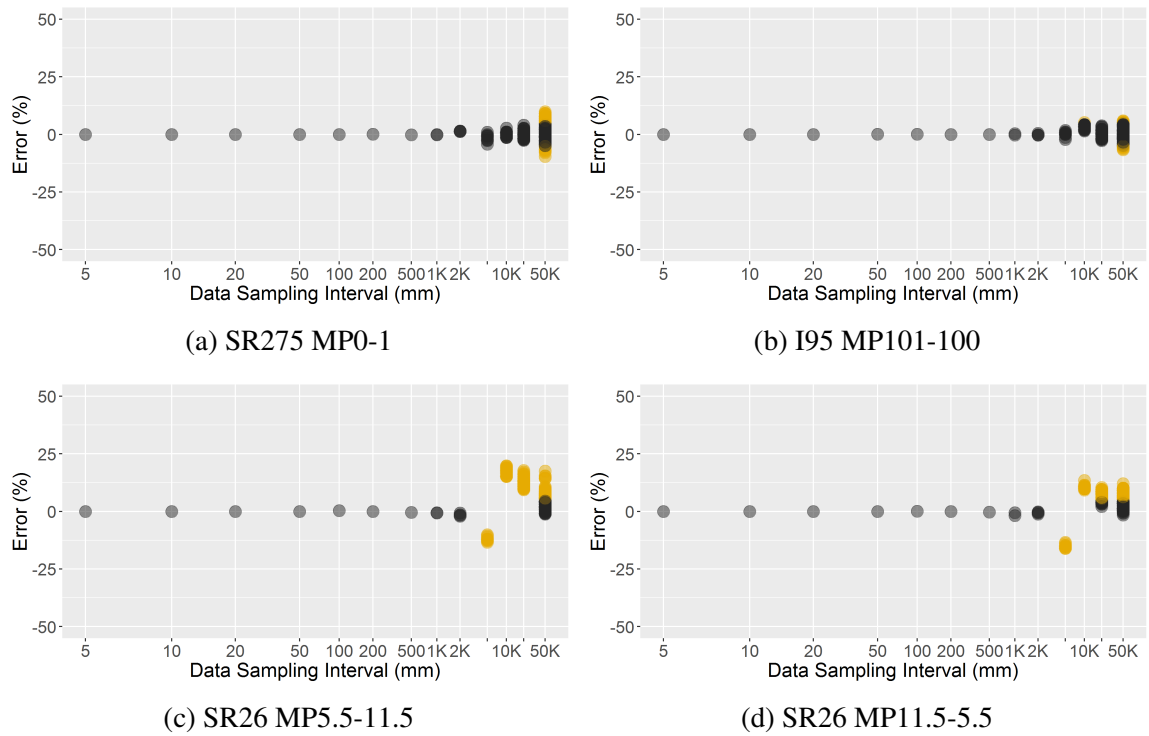 50
25
0
-25
-50
Error (%)
5 10 20 50 100 200 500 1K 2K 10K 50K
Data Sampling Interval (mm)
(a) SR275 MP0-1
50
25
0
-25
-50
Error (%)
5 10 20 50 100 200 500 1K 2K 10K 50K
Data Sampling Interval (mm)
(b) I95 MP101-100
50
25
0
-25
-50
Error (%)
5 10 20 50 100 200 500 1K 2K 10K 50K
Data Sampling Interval (mm)
(c) SR26 MP5.5-11.5
50
25
0
-25
-50
Error (%)
5 10 20 50 100 200 500 1K 2K 10K 50K
Data Sampling Interval (mm)
(d) SR26 MP11.5-5.5